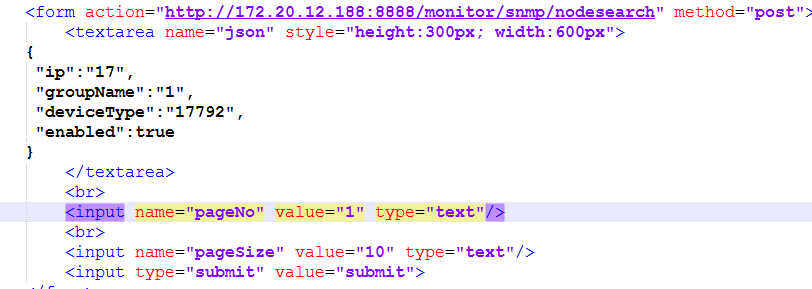 <form action="http://172.20.12.188:8888/monitor/snmp/nodesearch" method="post">
<textarea name="json" style="height:300px; width:600px">
{
"ip":"17",
"groupName":"1",
"deviceType":"17792",
"enabled":true
}
</textarea>
<br>
<input name="pageNo" value="1" type="text"/>
<br>
<input name="pageSize" value="10" type="text"/>
<input type="submit" value="submit">